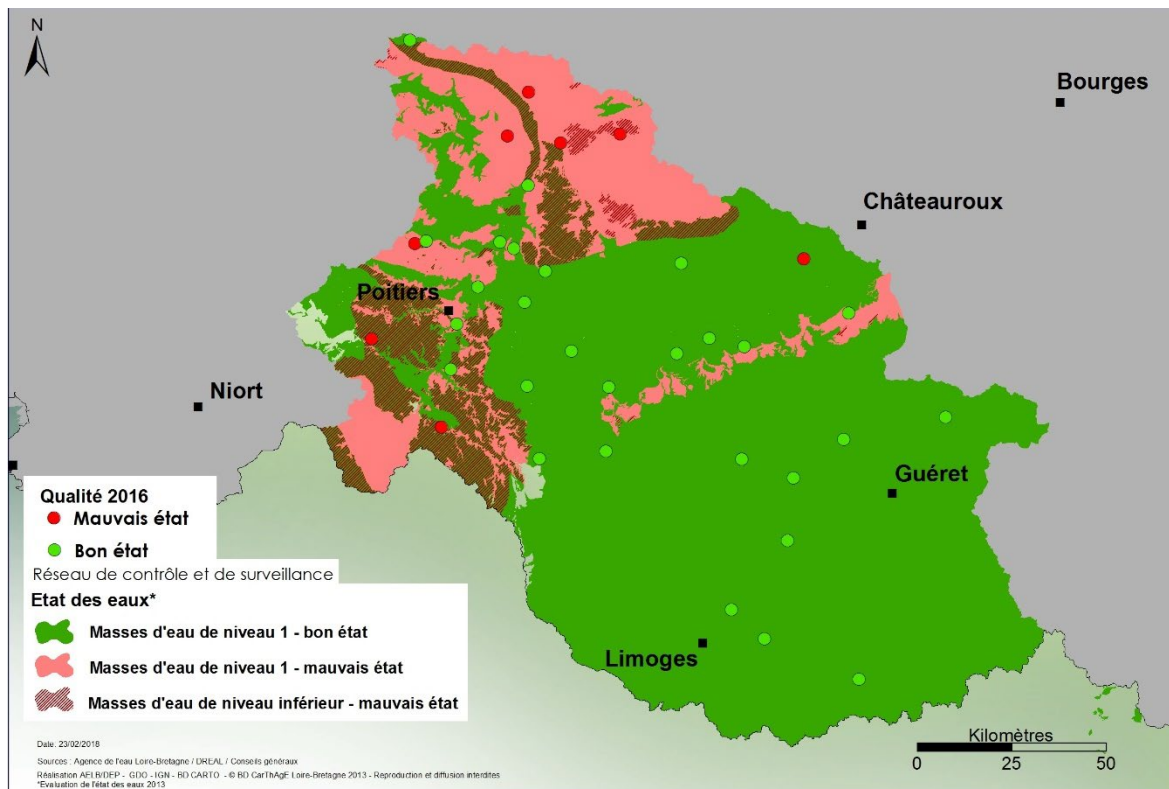 N
Bourges
Châteauroux
Poitiers
Niort
Guéret
Limoges
Qualité 2016
Mauvais état
Bon état
Réseau de contrôle et de surveillance
Etat des eaux*
Masses d'eau de niveau 1 - bon état
Masses d'eau de niveau 1 - mauvais état
Masses d'eau de niveau inférieur - mauvais état
Kilomètres
0 25 50
Date: 23/02/2018
Sources : Agence de l'eau Loire-Bretagne / DREAL / Conseils généraux
Réalisation AELB/DEP - GDO - IGN - BD CARTO - © BD CarThAgE Loire-Bretagne 2013 - Reproduction et diffusion interdites
*Evaluation de l'état des eaux 2013